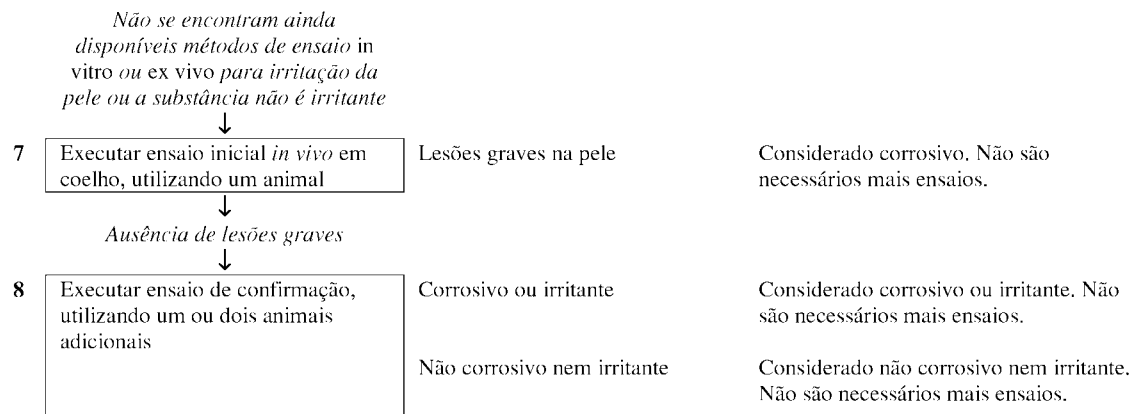 Não se encontram ainda
disponíveis métodos de ensaio in
vitro ou ex vivo para irritação da
pele ou a substância não é irritante
↓
7 Executar ensaio inicial in vivo em Lesões graves na pele Considerado corrosivo. Não são
coelho, utilizando um animal necessários mais ensaios.
↓
Ausência de lesões graves
↓
8 Executar ensaio de confirmação, Corrosivo ou irritante Considerado corrosivo ou irritante. Não
utilizando um ou dois animais são necessários mais ensaios.
adicionais
Não corrosivo nem irritante Considerado não corrosivo nem irritante.
Não são necessários mais ensaios.